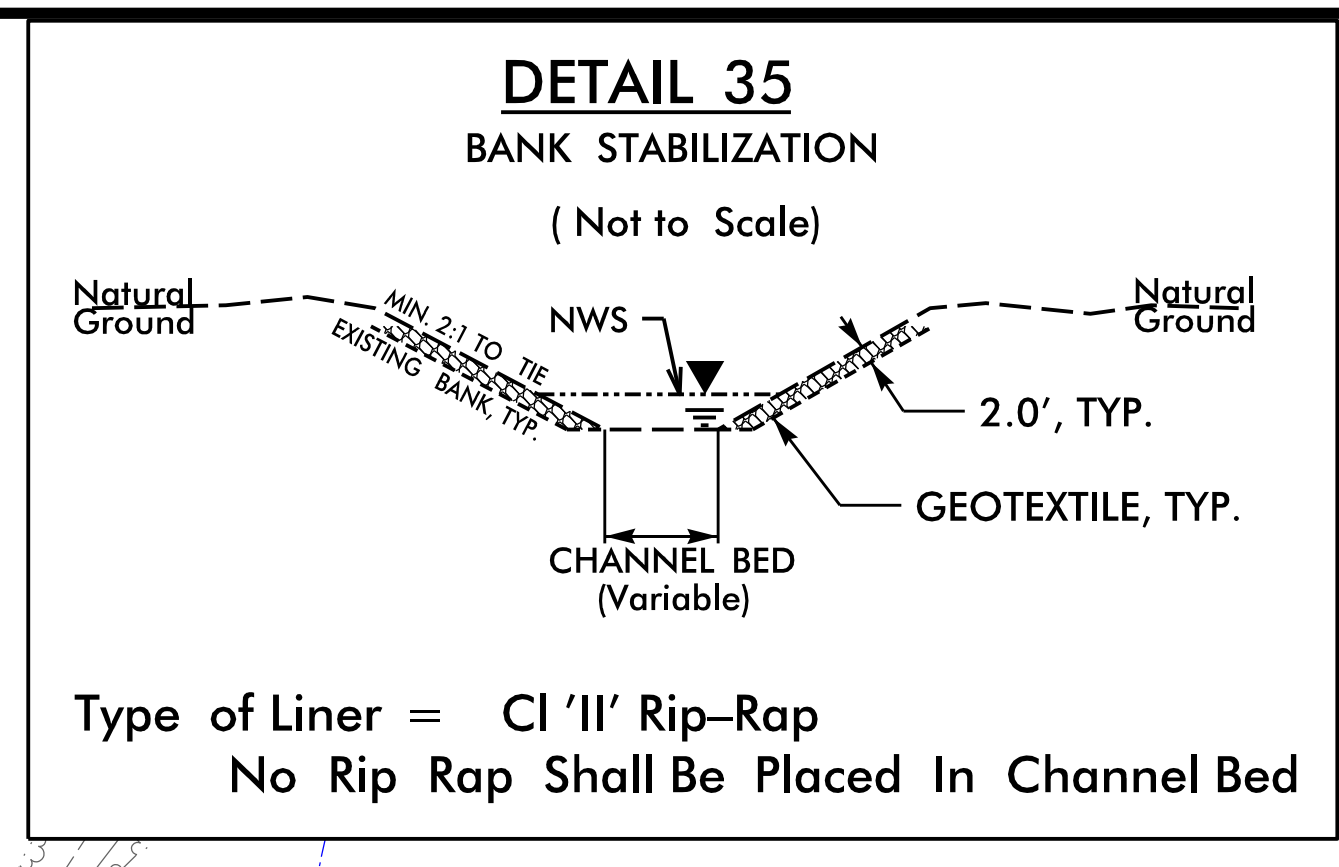 DETAIL 35
BANK STABILIZATION
( Not to Scale)
Natural
Ground
MIN. 2:1 TO TIE
EXISTING BANK, TYP.
NWS
Natural
Ground
2.0', TYP.
GEOTEXTILE, TYP.
CHANNEL BED
(Variable)
Type of Liner = Cl 'II' Rip–Rap
No Rip Rap Shall Be Placed In Channel Bed